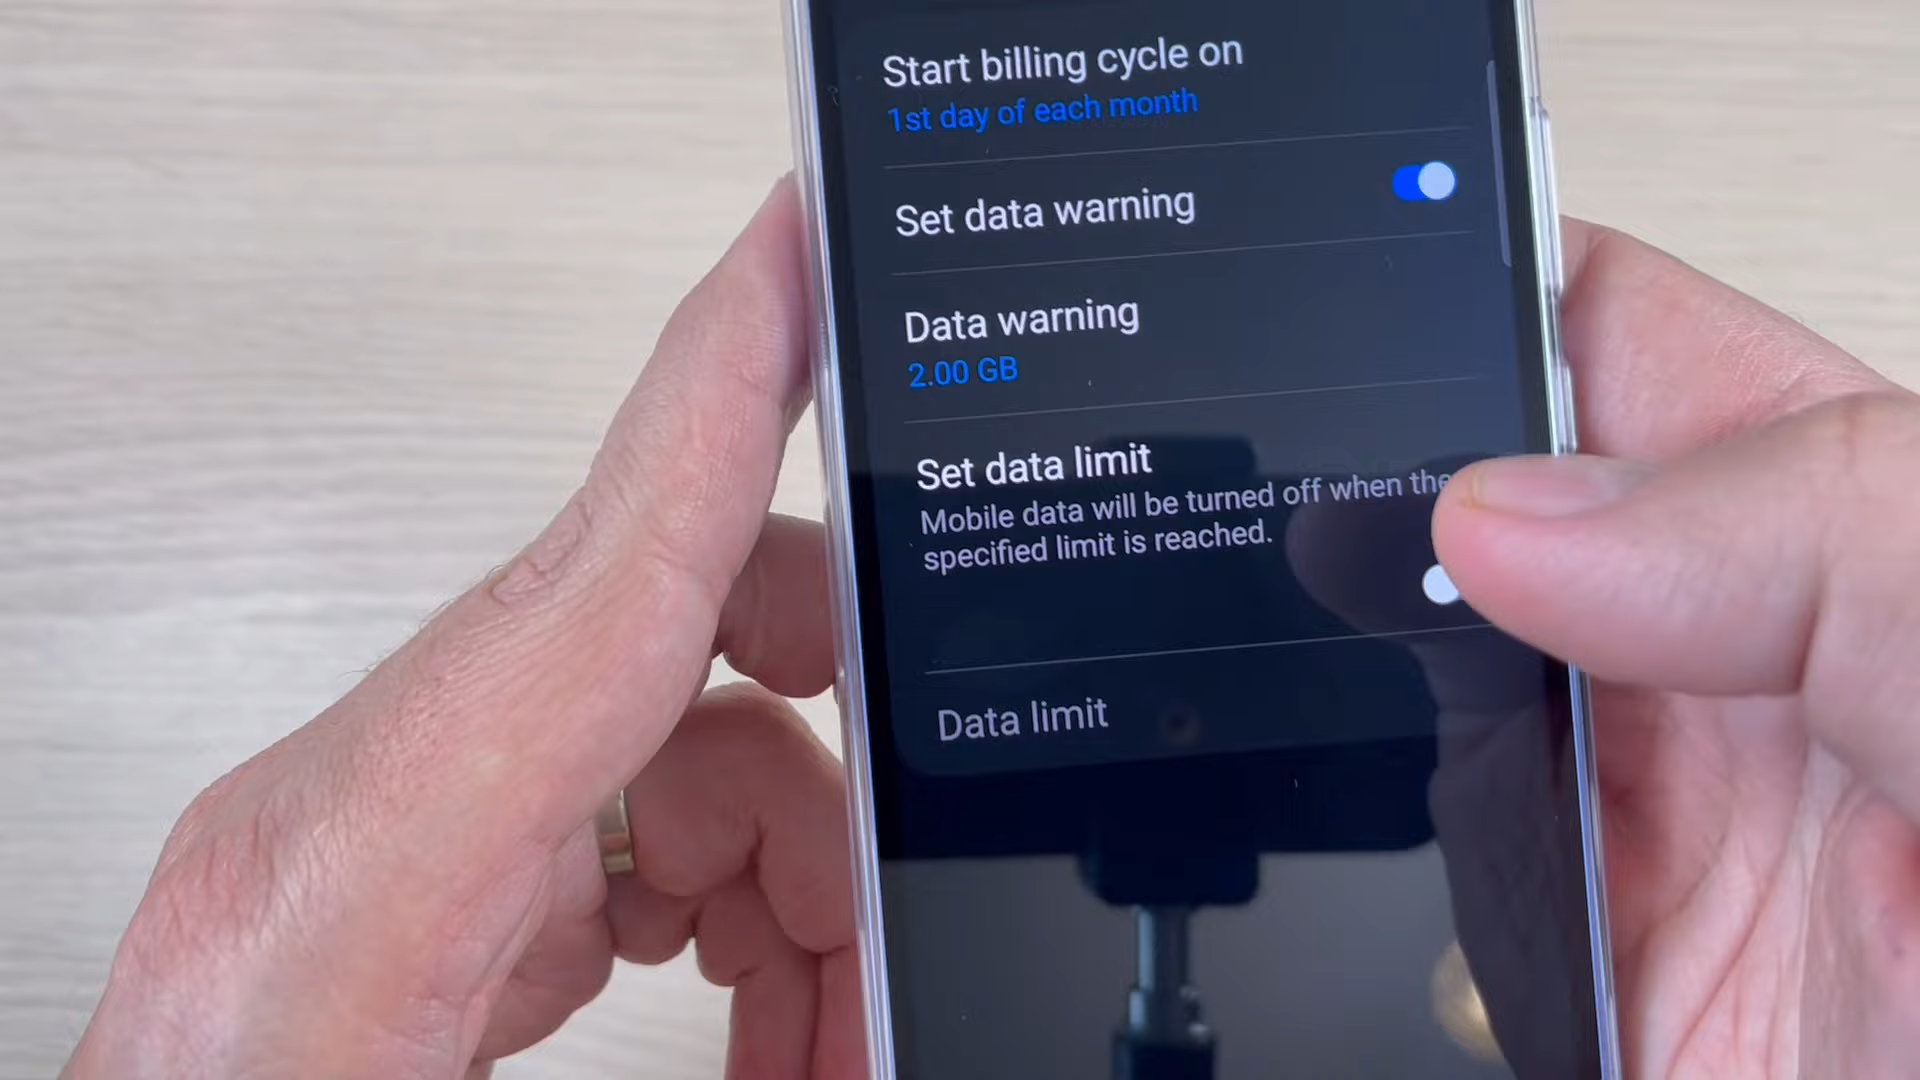 Start billing cycle on
1st day of each month
Set data warning
Data warning
2.00 GB
Set data limit
Mobile data will be turned off when the
specified limit is reached.
Data limit